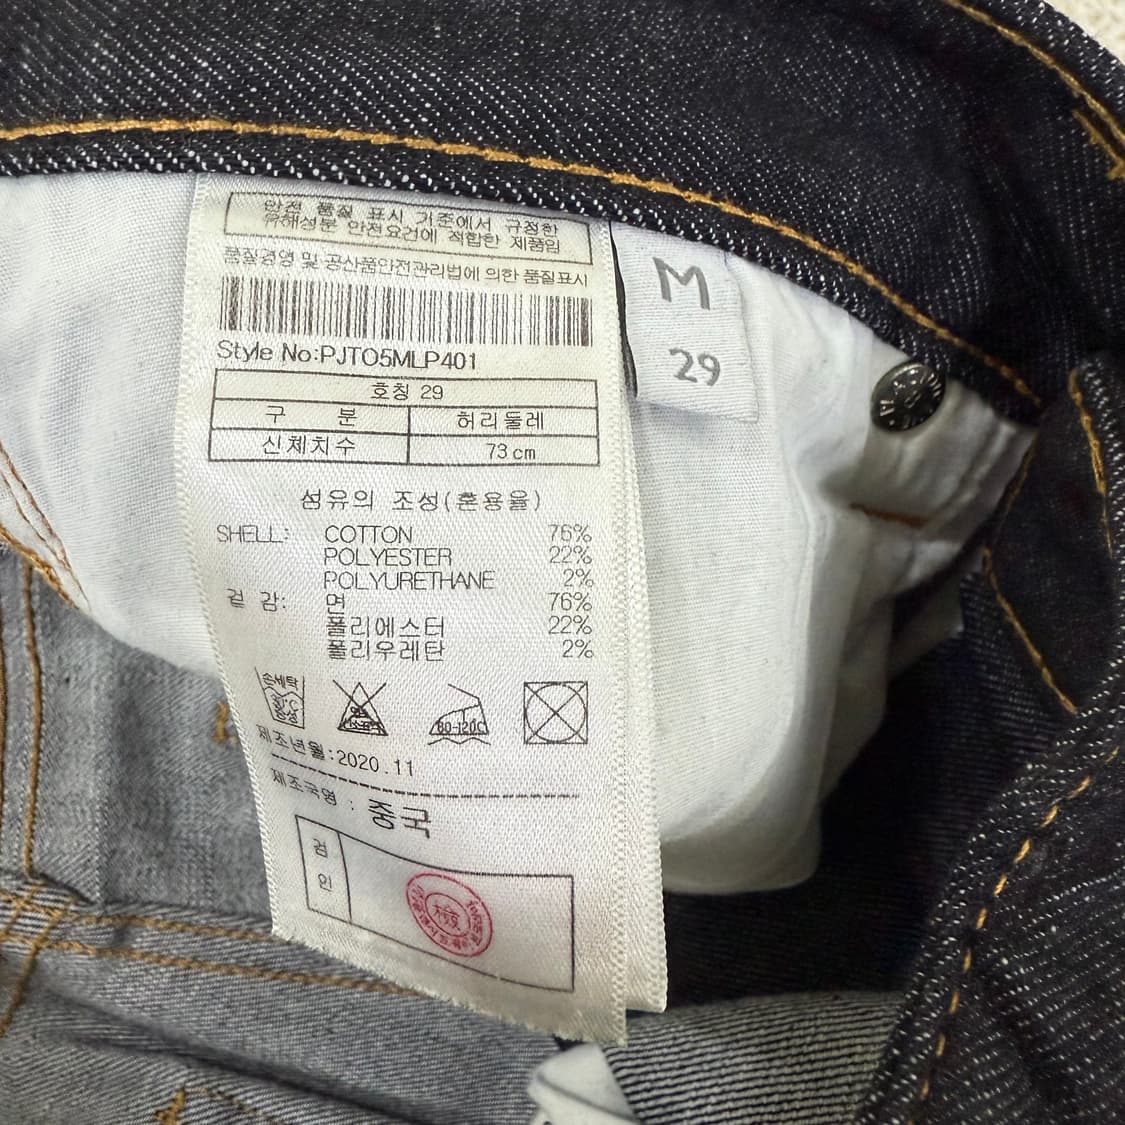 안전 품질 표시 기준에서 규정한
유해성분 안전요건에 적합한 제품임
품질경영 및 공산품안전관리법에 의한 품질표시
Style No:PJTO5MLP401
호칭 29
구 분 허리둘레
신체치수 73cm
섬유의 조성(혼용율)
SHELL: COTTON 76%
POLYESTER 22%
POLYURETHANE 2%
겉 감: 면 76%
폴리에스터 22%
폴리우레탄 2%
손세탁
80-120C
제조년월:2020.11
제조국명 : 중국
검인
M
29